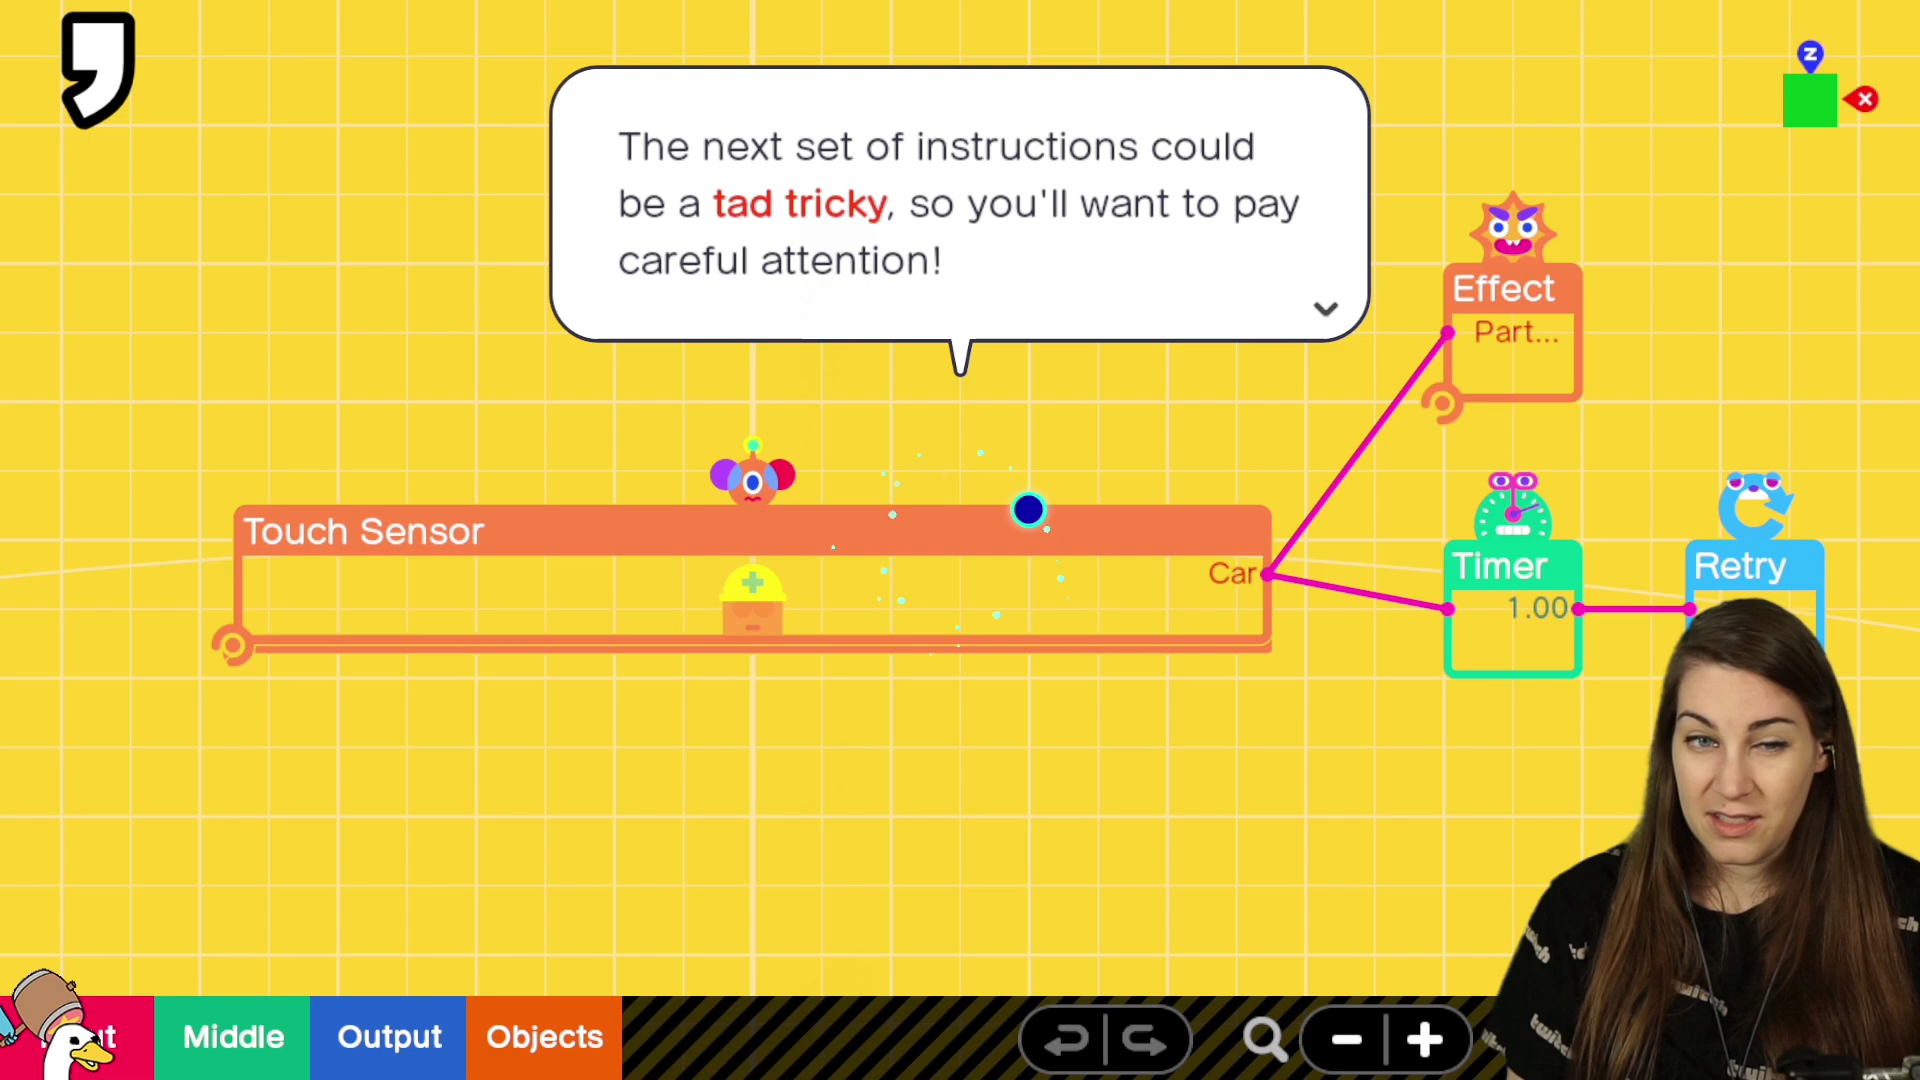 The next set of instructions could
be a tad tricky, so you'll want to pay
careful attention!
Z
X
Effect
Part...
Touch Sensor
Car
Timer
1.00
Retry
Middle
Output
Objects
twitch